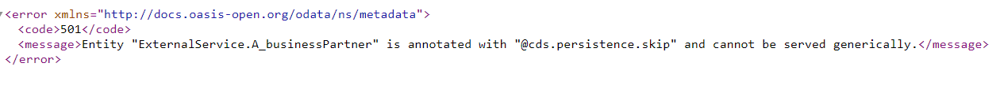 <error xmlns="http://docs.oasis-open.org/odata/ns/metadata">
<code>501</code>
<message>Entity "ExternalService.A_businessPartner" is annotated with "@cds.persistence.skip" and cannot be served generically.</message>
</error>